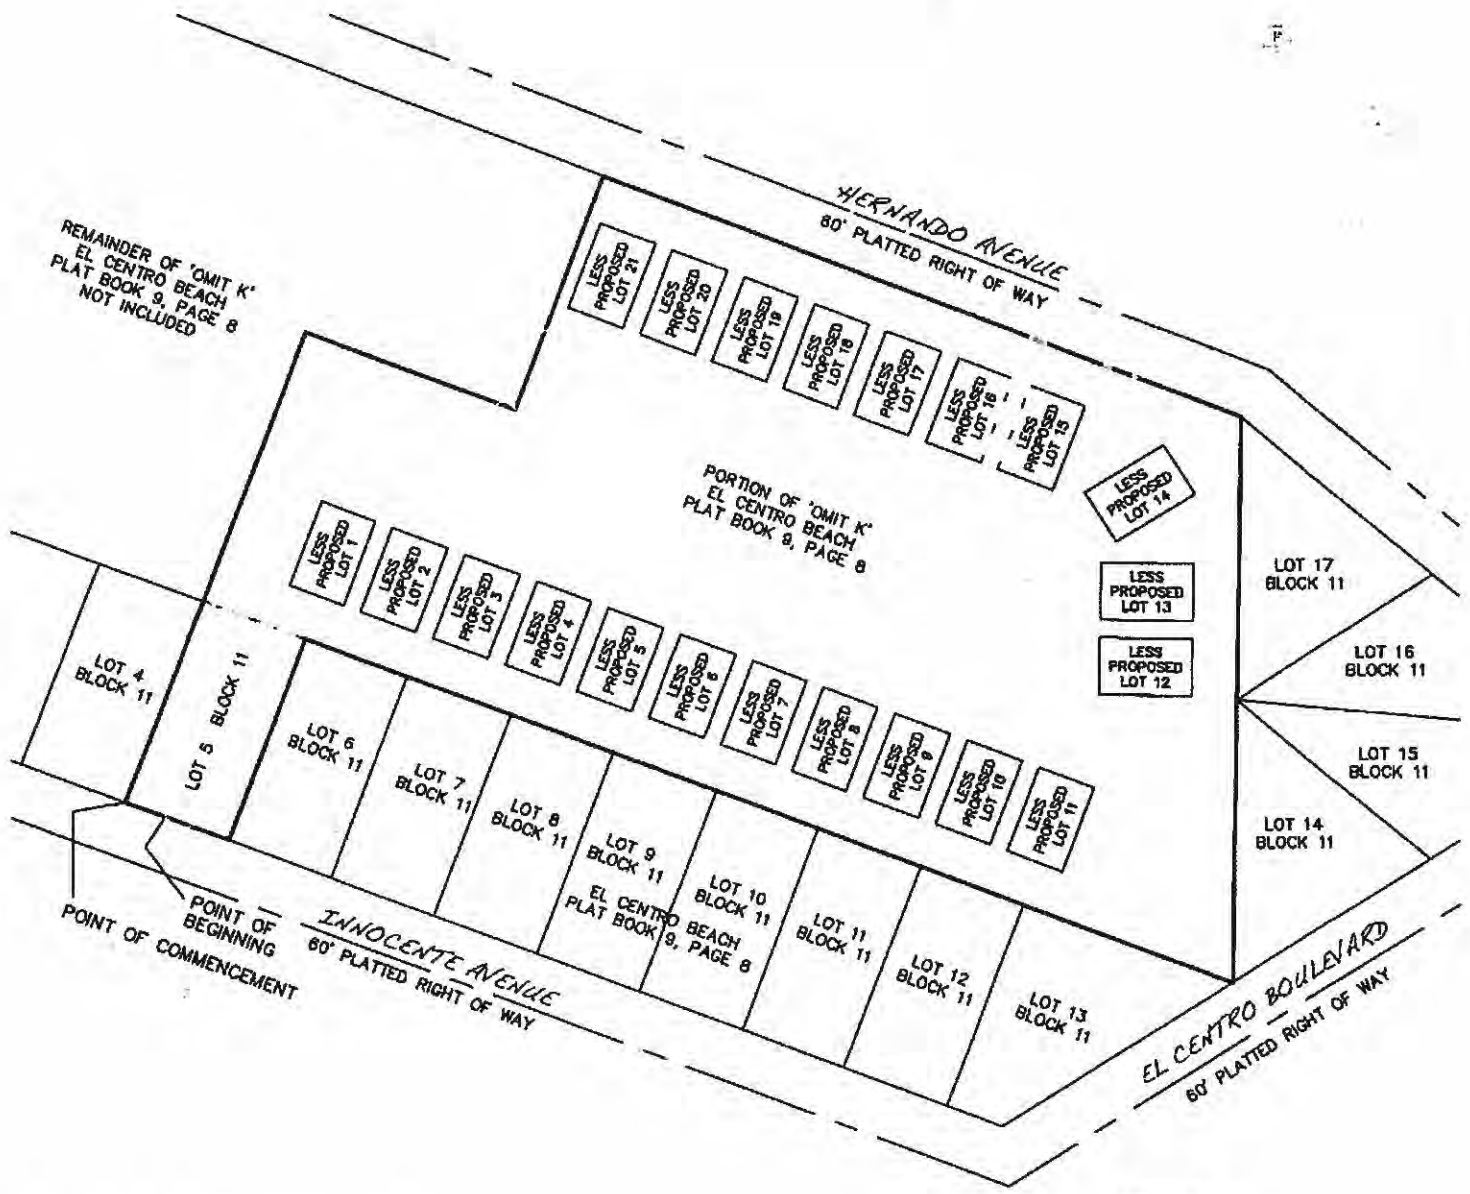 HERNANDO AVENUE
60' PLATTED RIGHT OF WAY
REMAINDER OF 'OMIT K'
EL CENTRO BEACH
PLAT BOOK 9, PAGE 8
NOT INCLUDED
LESS
PROPOSED
LOT 21
LESS
PROPOSED
LOT 20
LESS
PROPOSED
LOT 19
LESS
PROPOSED
LOT 18
LESS
PROPOSED
LOT 17
LESS
PROPOSED
LOT 16
LESS
PROPOSED
LOT 15
LESS
PROPOSED
LOT 14
LESS
PROPOSED
LOT 13
LESS
PROPOSED
LOT 12
PORTION OF 'OMIT K'
EL CENTRO BEACH
PLAT BOOK 9, PAGE 8
LESS
PROPOSED
LOT 1
LESS
PROPOSED
LOT 2
LESS
PROPOSED
LOT 3
LESS
PROPOSED
LOT 4
LESS
PROPOSED
LOT 5
LESS
PROPOSED
LOT 6
LESS
PROPOSED
LOT 7
LESS
PROPOSED
LOT 8
LESS
PROPOSED
LOT 9
LESS
PROPOSED
LOT 10
LESS
PROPOSED
LOT 11
LOT 17
BLOCK 11
LOT 16
BLOCK 11
LOT 15
BLOCK 11
LOT 14
BLOCK 11
LOT 4
BLOCK 11
LOT 5 BLOCK 11
LOT 6
BLOCK 11
LOT 7
BLOCK 11
LOT 8
BLOCK 11
LOT 9
BLOCK 11
EL CENTRO BEACH
PLAT BOOK 9, PAGE 8
LOT 10
BLOCK 11
LOT 11
BLOCK 11
LOT 12
BLOCK 11
LOT 13
BLOCK 11
POINT OF
BEGINNING
POINT OF COMMENCEMENT
INNOCENTE AVENUE
60' PLATTED RIGHT OF WAY
EL CENTRO BOULEVARD
60' PLATTED RIGHT OF WAY